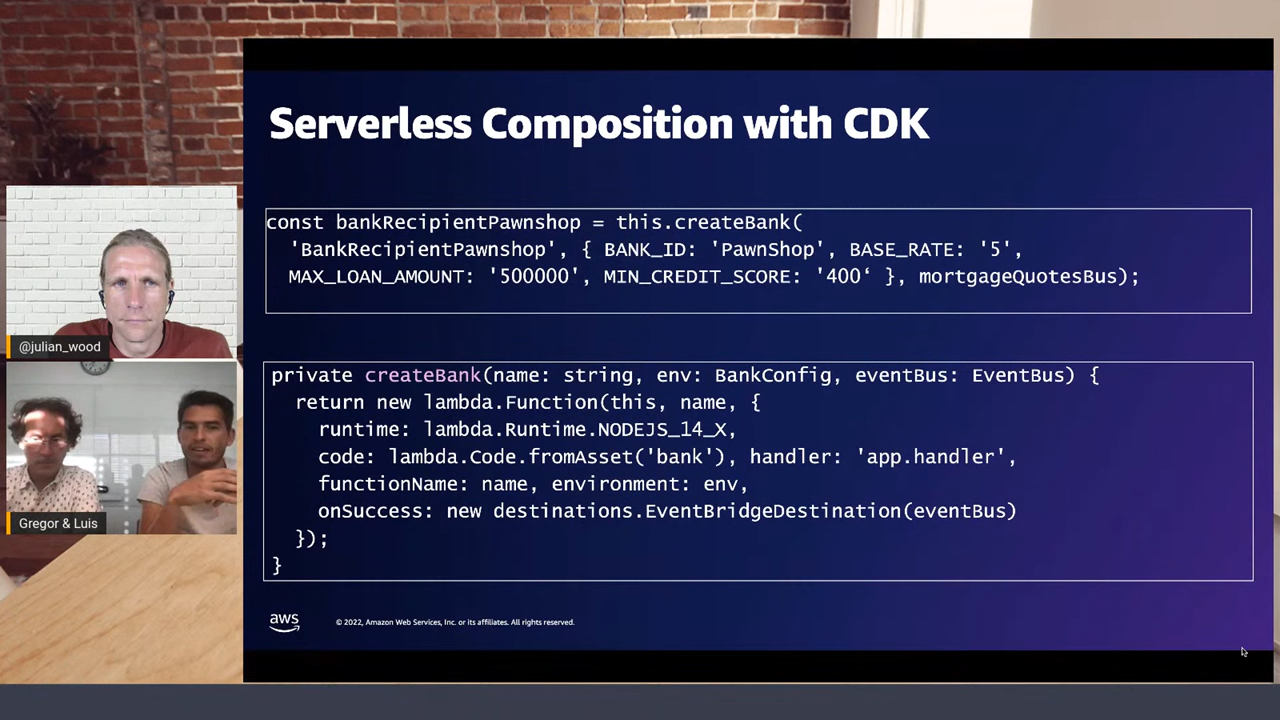 Serverless Composition with CDK
const bankRecipientPawnshop = this.createBank(
'BankRecipientPawnshop', { BANK_ID: 'PawnShop', BASE_RATE: '5',
MAX_LOAN_AMOUNT: '500000', MIN_CREDIT_SCORE: '400‘ }, mortgageQuotesBus);
private createBank(name: string, env: BankConfig, eventBus: EventBus) {
return new lambda.Function(this, name, {
runtime: lambda.Runtime.NODEJS_14_X,
code: lambda.Code.fromAsset('bank'), handler: 'app.handler',
functionName: name, environment: env,
onSuccess: new destinations.EventBridgeDestination(eventBus)
});
}
aws
© 2022, Amazon Web Services, Inc. or its affiliates. All rights reserved.
@julian_wood
Gregor & Luis